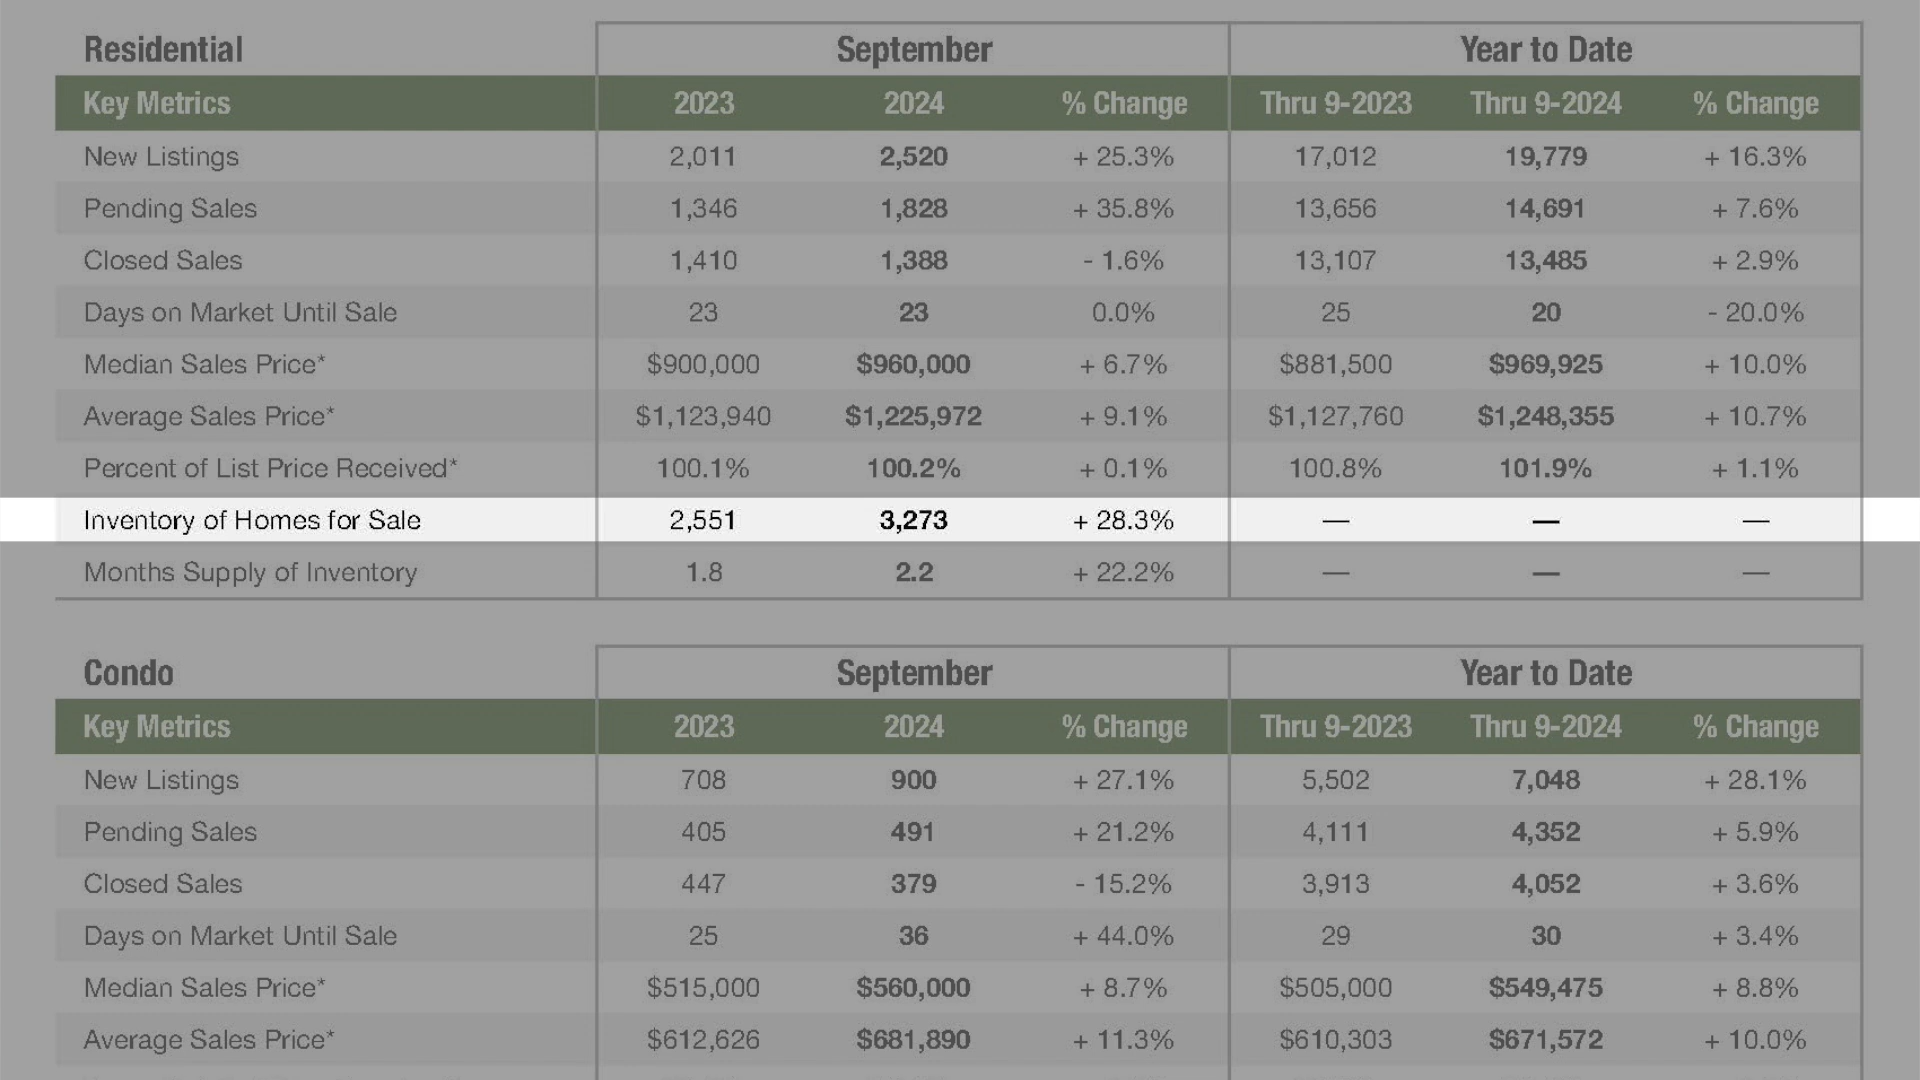 Residential September Year to Date
Key Metrics 2023 2024 % Change Thru 9-2023 Thru 9-2024 % Change
New Listings 2,011 2,520 + 25.3% 17,012 19,779 + 16.3%
Pending Sales 1,346 1,828 + 35.8% 13,656 14,691 + 7.6%
Closed Sales 1,410 1,388 - 1.6% 13,107 13,485 + 2.9%
Days on Market Until Sale 23 23 0.0% 25 20 - 20.0%
Median Sales Price* $900,000 $960,000 + 6.7% $881,500 $969,925 + 10.0%
Average Sales Price* $1,123,940 $1,225,972 + 9.1% $1,127,760 $1,248,355 + 10.7%
Percent of List Price Received* 100.1% 100.2% + 0.1% 100.8% 101.9% + 1.1%
Inventory of Homes for Sale 2,551 3,273 + 28.3% — — —
Months Supply of Inventory 1.8 2.2 + 22.2% — — —
Condo September Year to Date
Key Metrics 2023 2024 % Change Thru 9-2023 Thru 9-2024 % Change
New Listings 708 900 + 27.1% 5,502 7,048 + 28.1%
Pending Sales 405 491 + 21.2% 4,111 4,352 + 5.9%
Closed Sales 447 379 - 15.2% 3,913 4,052 + 3.6%
Days on Market Until Sale 25 36 + 44.0% 29 30 + 3.4%
Median Sales Price* $515,000 $560,000 + 8.7% $505,000 $549,475 + 8.8%
Average Sales Price* $612,626 $681,890 + 11.3% $610,303 $671,572 + 10.0%